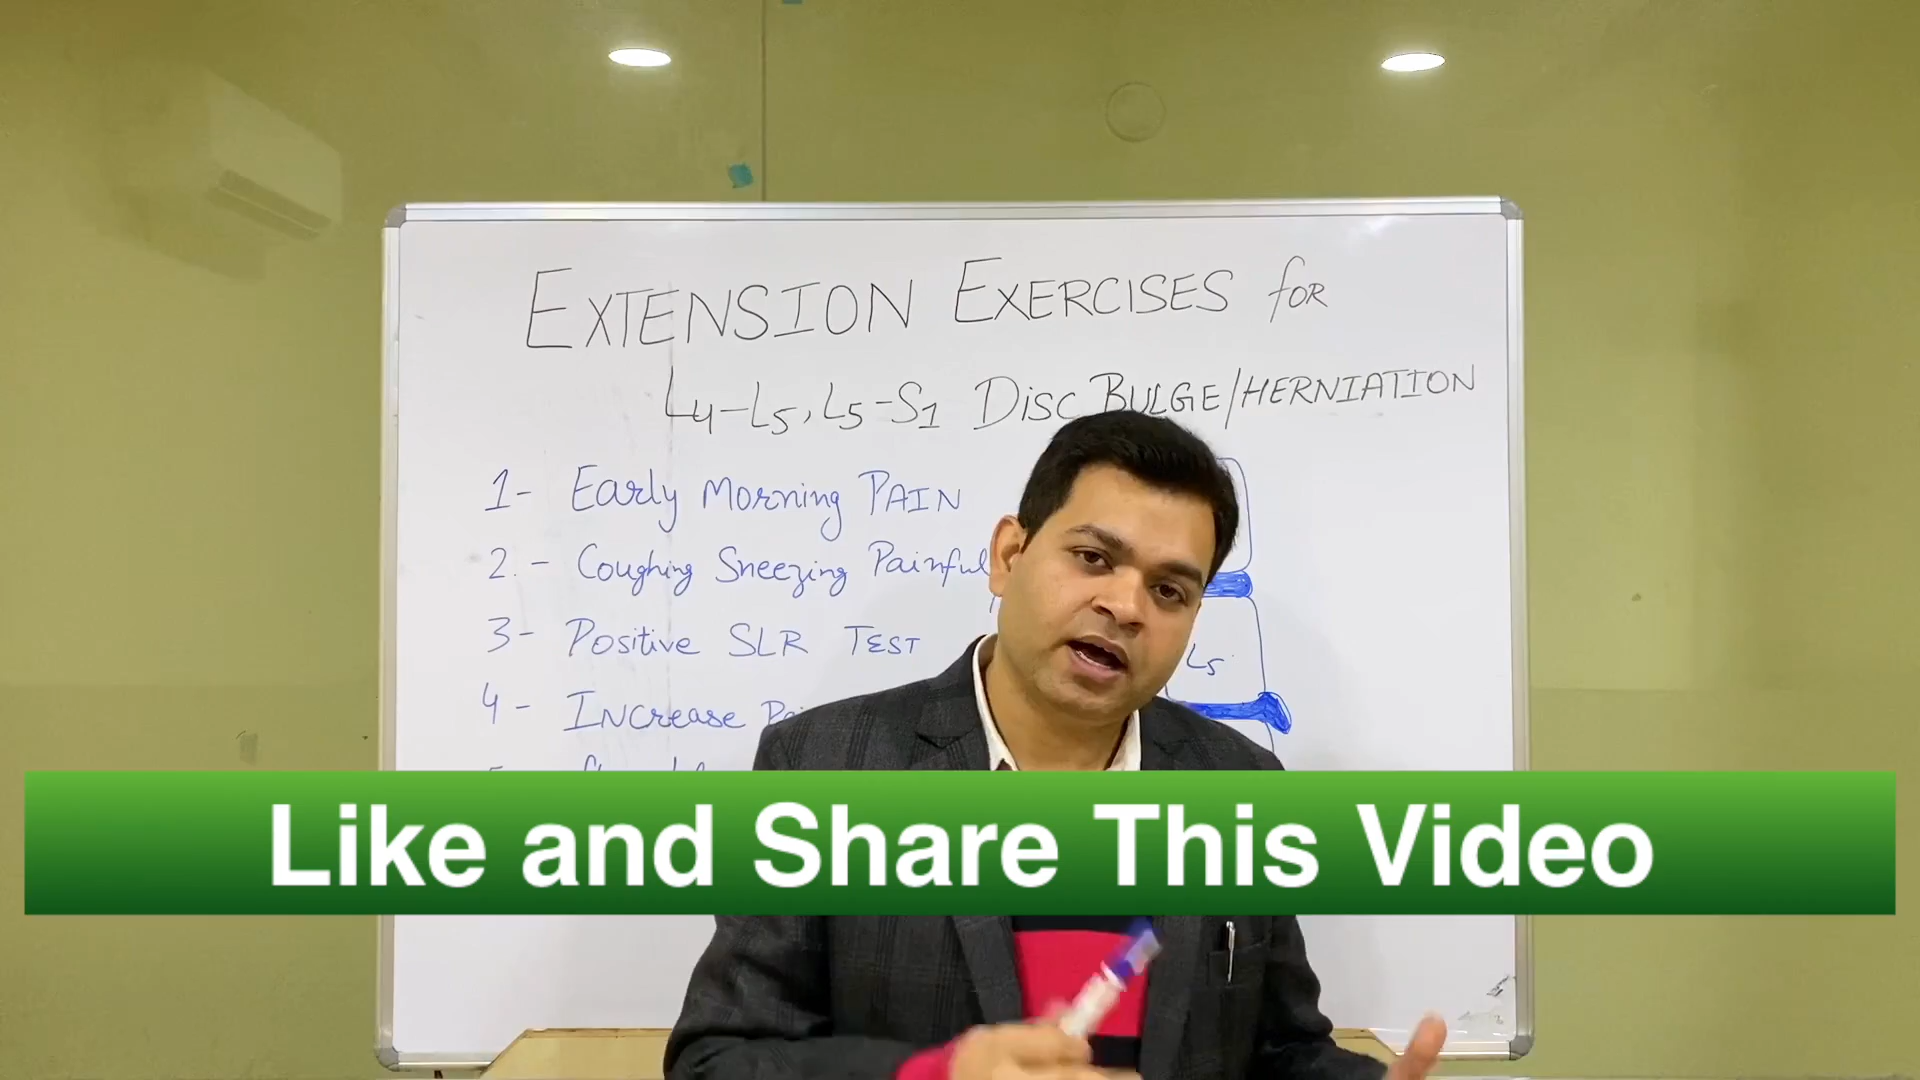 EXTENSION EXERCISES for
L4-L5, L5-S1 DISC BULGE/HERNIATION
1- Early Morning PAIN
2.- Coughing Sneezing Painful
3- Positive SLR TEST
L5
4- INCREASE
Like and Share This Video